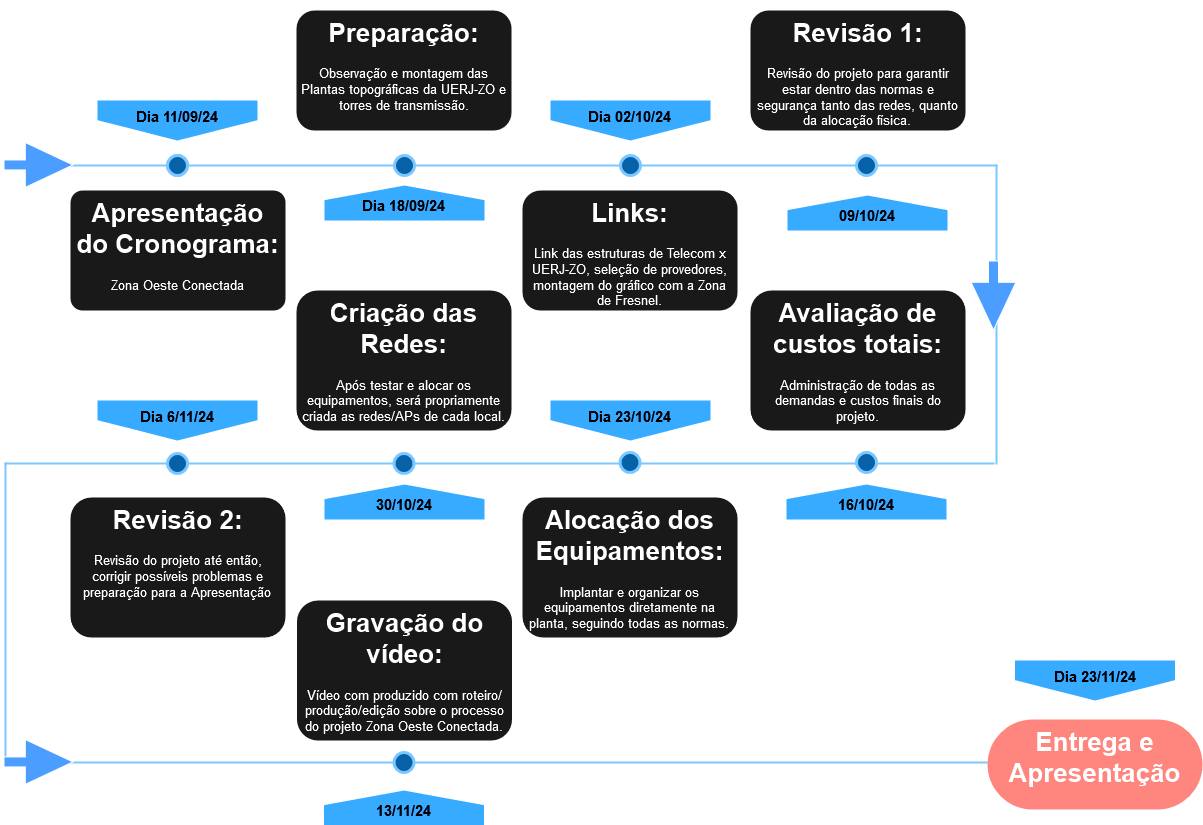 Dia 11/09/24
Apresentação
do Cronograma:
Zona Oeste Conectada
Preparação:
Observação e montagem das
Plantas topográficas da UERJ-ZO e
torres de transmissão.
Dia 18/09/24
Dia 02/10/24
Links:
Link das estruturas de Telecom x
UERJ-ZO, seleção de provedores,
montagem do gráfico com a Zona
de Fresnel.
Revisão 1:
Revisão do projeto para garantir
estar dentro das normas e
segurança tanto das redes, quanto
da alocação física.
09/10/24
Avaliação de
custos totais:
Administração de todas as
demandas e custos finais do
projeto.
16/10/24
Dia 23/10/24
Alocação dos
Equipamentos:
Implantar e organizar os
equipamentos diretamente na
planta, seguindo todas as normas.
Criação das
Redes:
Após testar e alocar os
equipamentos, será propriamente
criada as redes/APs de cada local.
30/10/24
Dia 6/11/24
Revisão 2:
Revisão do projeto até então,
corrigir possíveis problemas e
preparação para a Apresentação
Gravação do
vídeo:
Vídeo com produzido com roteiro/
produção/edição sobre o processo
do projeto Zona Oeste Conectada.
13/11/24
Dia 23/11/24
Entrega e
Apresentação